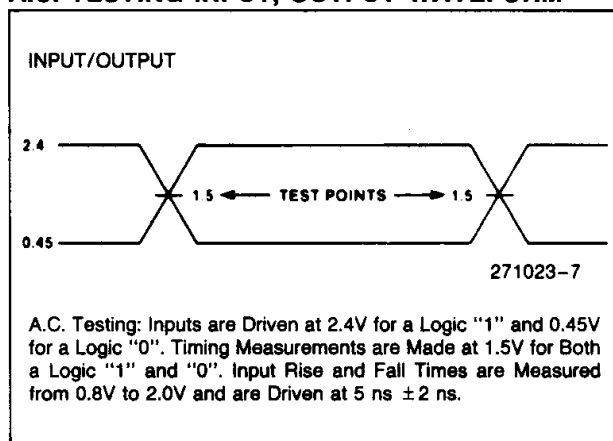 INPUT/OUTPUT
2.4
1.5 TEST POINTS 1.5
0.45
271023-7
A.C. Testing: Inputs are Driven at 2.4V for a Logic "1" and 0.45V
for a Logic "0". Timing Measurements are Made at 1.5V for Both
a Logic "1" and "0". Input Rise and Fall Times are Measured
from 0.8V to 2.0V and are Driven at 5 ns ±2 ns.